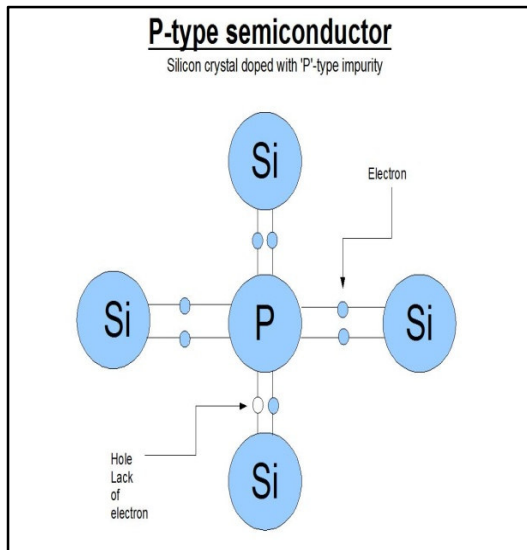 P-type semiconductor
Silicon crystal doped with 'P'-type impurity
Si
Electron
Si
P
Si
Hole
Lack
of
electron
Si